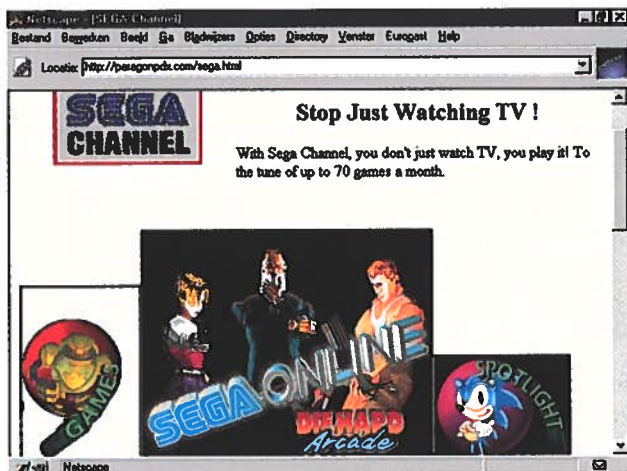 Netscape - [SEGA Channel]
Bestand Bewerken Beeld Ga Bladwijzers Opties Directory Venster Europast Help
Locatie: http://paragonpdx.com/sega.html
SEGA
CHANNEL
Stop Just Watching TV !
With Sega Channel, you don't just watch TV, you play it! To
the tune of up to 70 games a month.
GAMES
SEGA ONLINE
DIE HARD
Arcade
SPOTLIGHT
Netscape